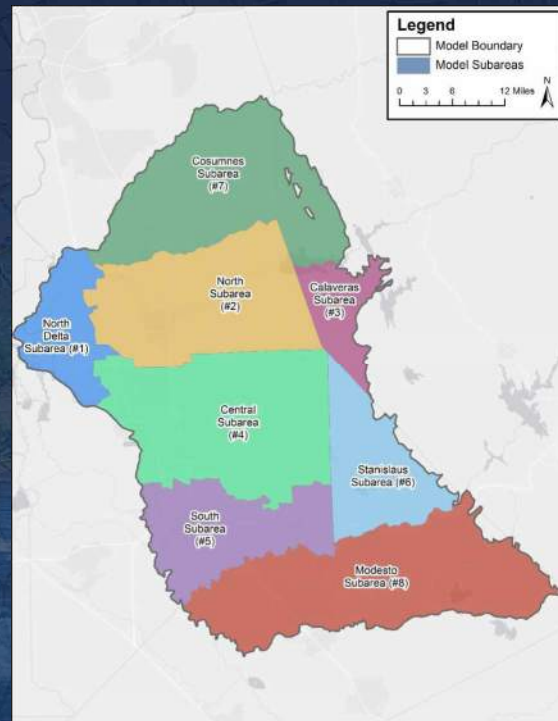 Legend
Model Boundary
Model Subareas
N
0 3 6 12 Miles
Cosumnes
Subarea
(#7)
North
Subarea
(#2)
Calaveras
Subarea
(#3)
North
Delta
Subarea (#1)
Central
Subarea
(#4)
Stanislaus
Subarea (#6)
South
Subarea
(#5)
Modesto
Subarea (#8)